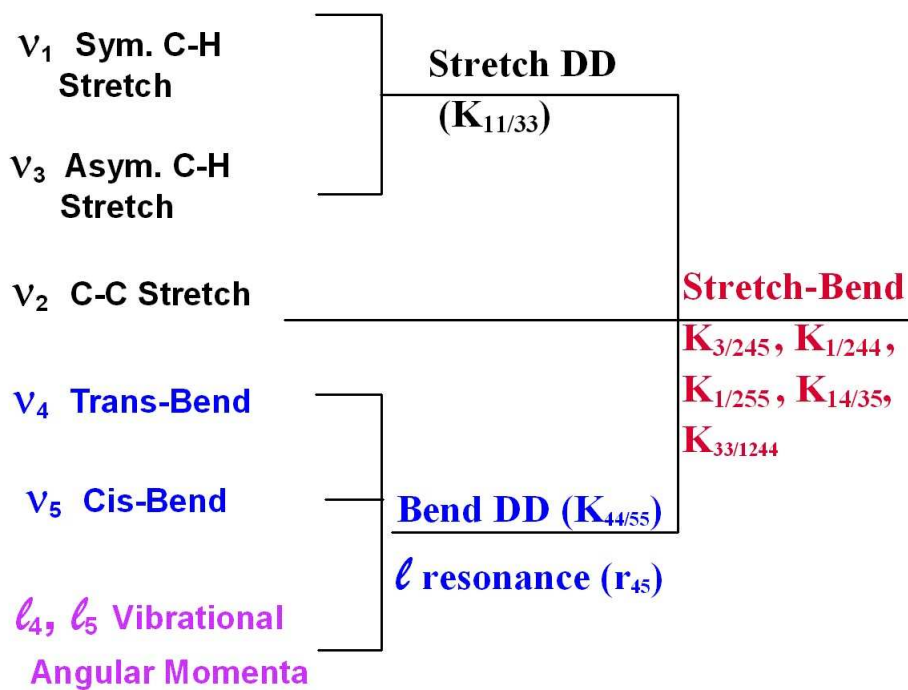 ν₁ Sym. C-H
Stretch
Stretch DD
(K₁₁/₃₃)
ν₃ Asym. C-H
Stretch
ν₂ C-C Stretch
Stretch-Bend
K₃/₂₄₅, K₁/₂₄₄,
K₁/₂₅₅, K₁₄/₃₅,
K₃₃/₁₂₄₄
ν₄ Trans-Bend
ν₅ Cis-Bend
Bend DD (K₄₄/₅₅)
ℓ resonance (r₄₅)
ℓ₄, ℓ₅ Vibrational
Angular Momenta